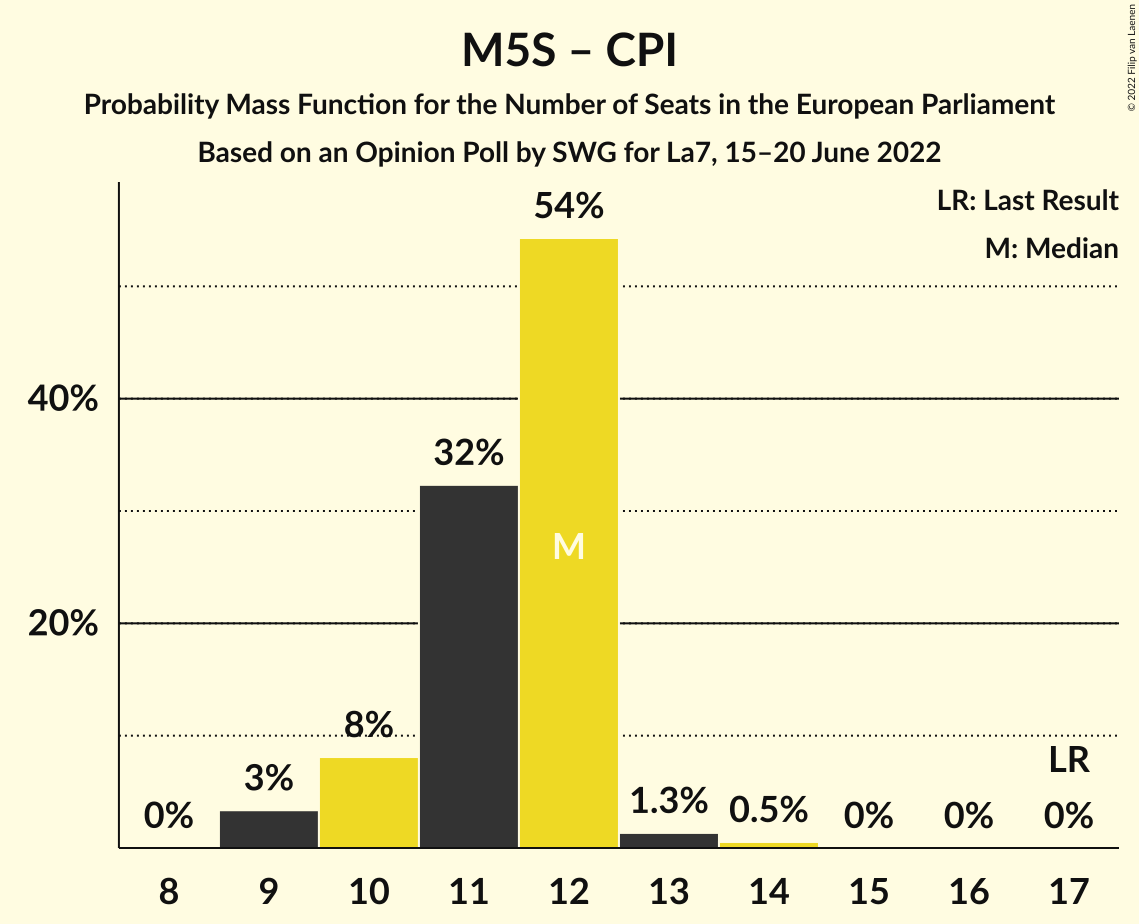 M5S – CPI
Probability Mass Function for the Number of Seats in the European Parliament
Based on an Opinion Poll by SWG for La7, 15–20 June 2022
© 2022 Filip van Laenen
LR: Last Result
M: Median
54%
40%
32%
M
20%
8%
LR
3%
1.3%
0.5%
0%
0%
0%
0%
8 9 10 11 12 13 14 15 16 17